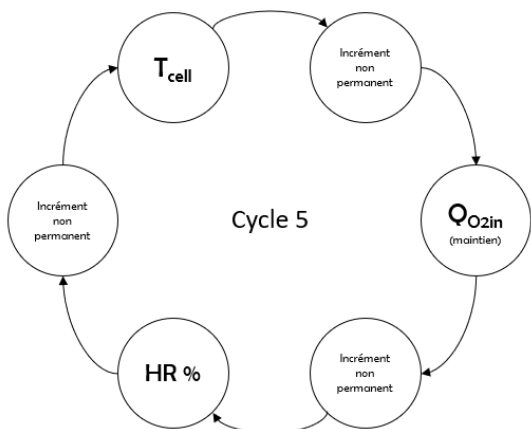 T_cell
Incrément
non
permanent
Q_O2in
(maintien)
Incrément
non
permanent
HR %
Incrément
non
permanent
Cycle 5